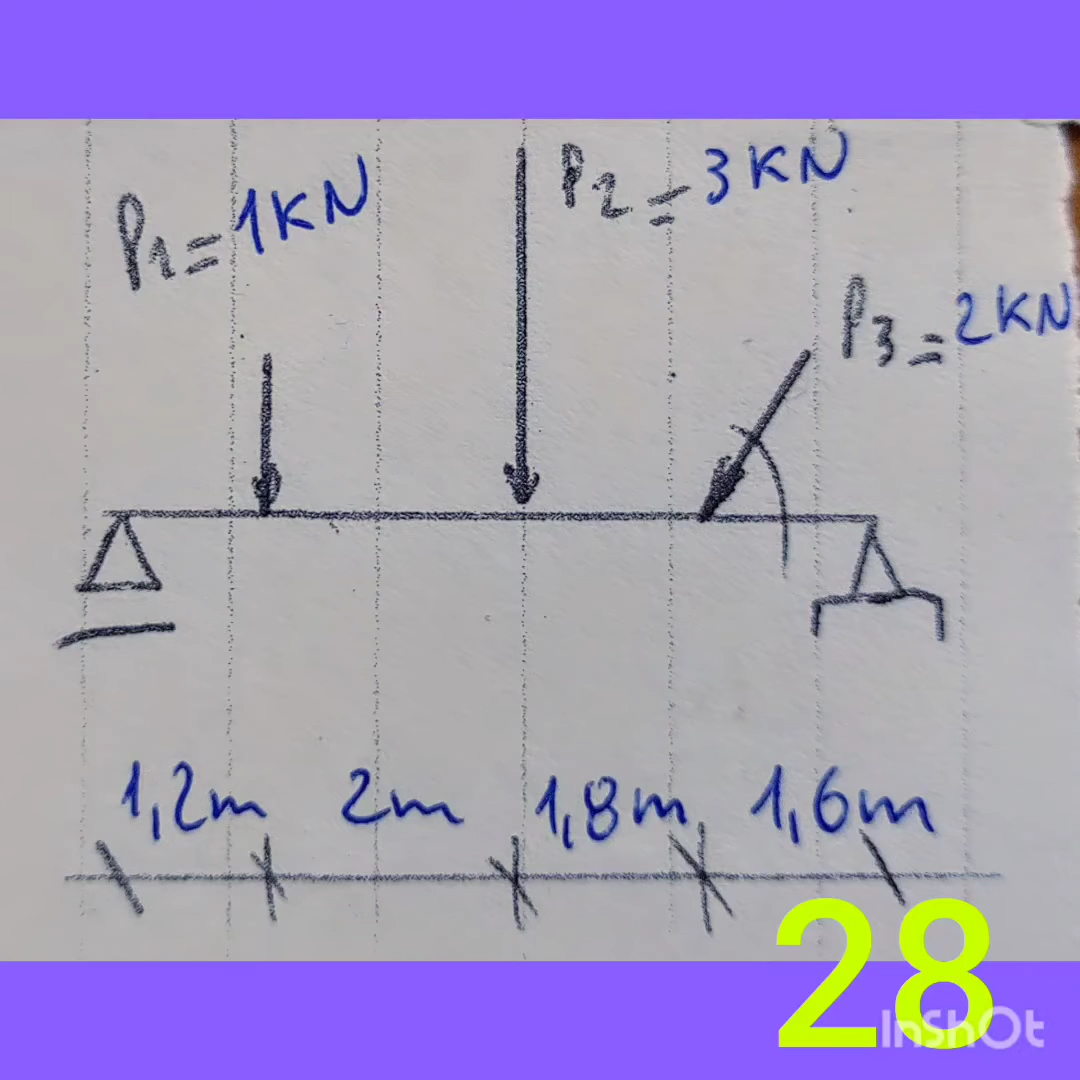 P1=1KN
P2=3KN
P3=2KN
1,2m 2m 1,8m 1,6m
28
InShOt